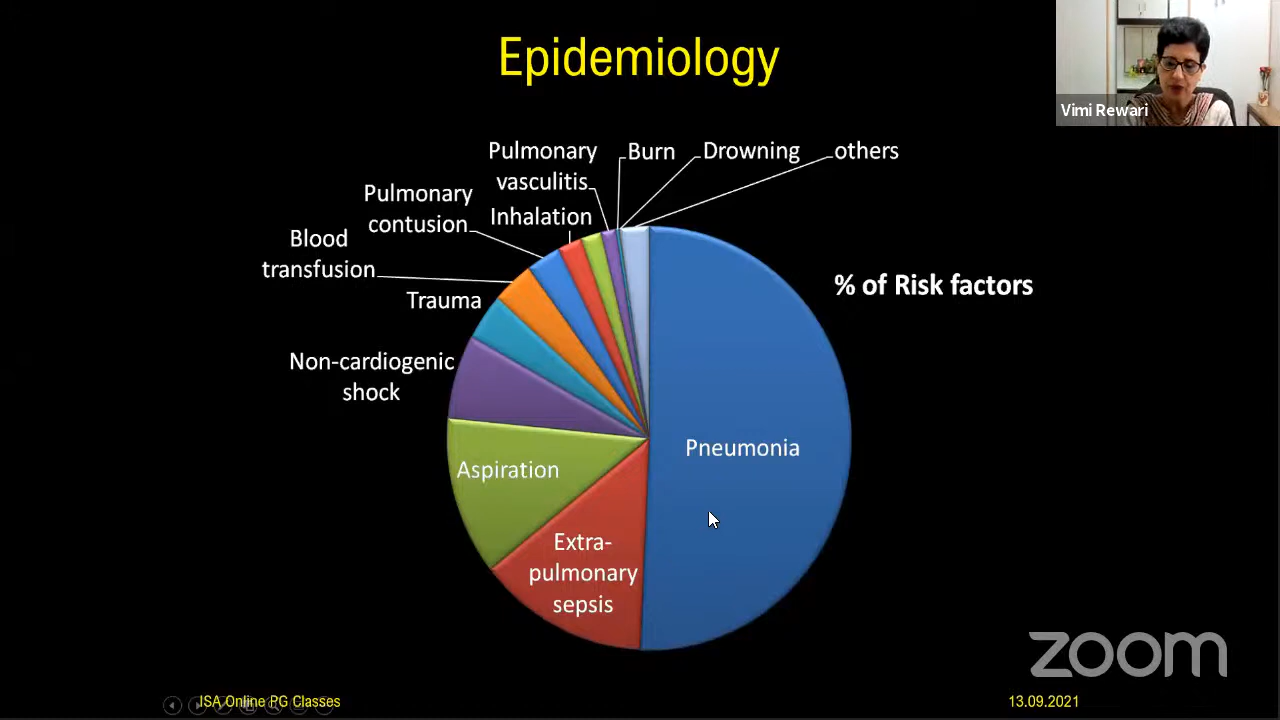 Epidemiology
Vimi Rewari
Pulmonary
vasculitis
Burn
Drowning
others
Pulmonary
contusion
Inhalation
Blood
transfusion
Trauma
% of Risk factors
Non-cardiogenic
shock
Pneumonia
Aspiration
Extra-
pulmonary
sepsis
zoom
ISA Online PG Classes
13.09.2021